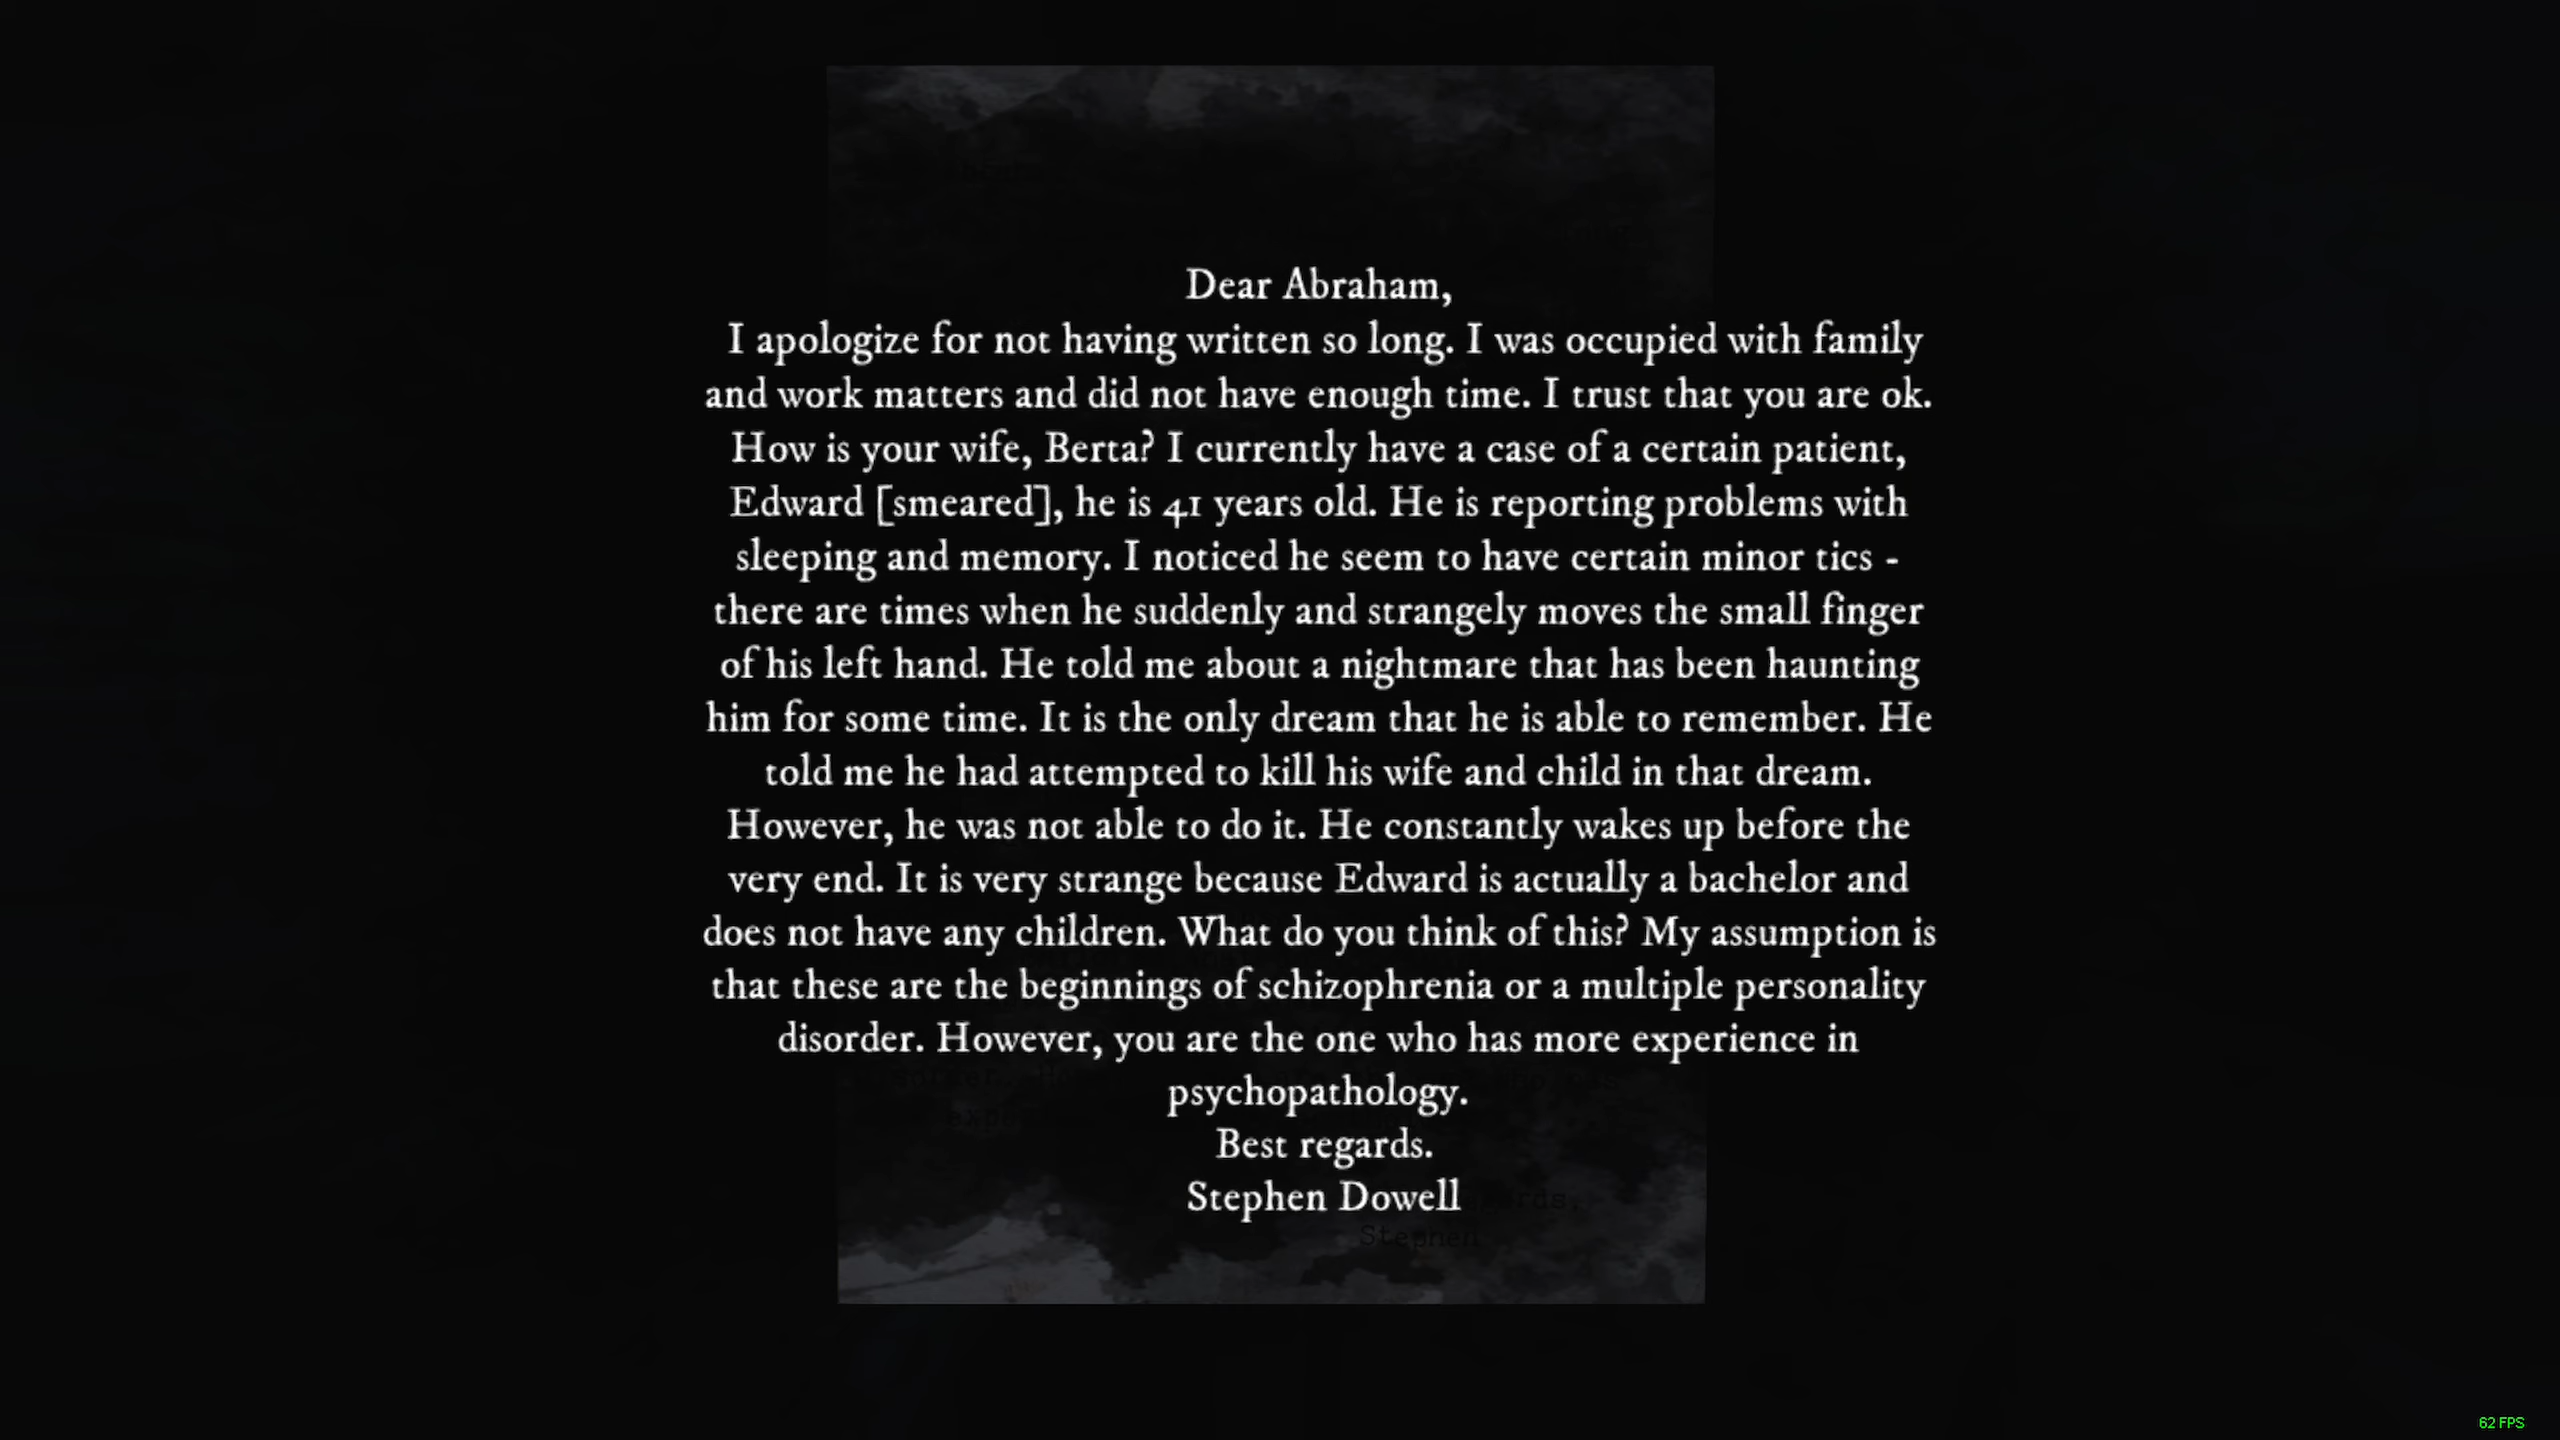 Dear Abraham,
I apologize for not having written so long. I was occupied with family
and work matters and did not have enough time. I trust that you are ok.
How is your wife, Berta? I currently have a case of a certain patient,
Edward [smeared], he is 41 years old. He is reporting problems with
sleeping and memory. I noticed he seem to have certain minor tics -
there are times when he suddenly and strangely moves the small finger
of his left hand. He told me about a nightmare that has been haunting
him for some time. It is the only dream that he is able to remember. He
told me he had attempted to kill his wife and child in that dream.
However, he was not able to do it. He constantly wakes up before the
very end. It is very strange because Edward is actually a bachelor and
does not have any children. What do you think of this? My assumption is
that these are the beginnings of schizophrenia or a multiple personality
disorder. However, you are the one who has more experience in
psychopathology.
Best regards.
Stephen Dowell
Stephen
62 FPS